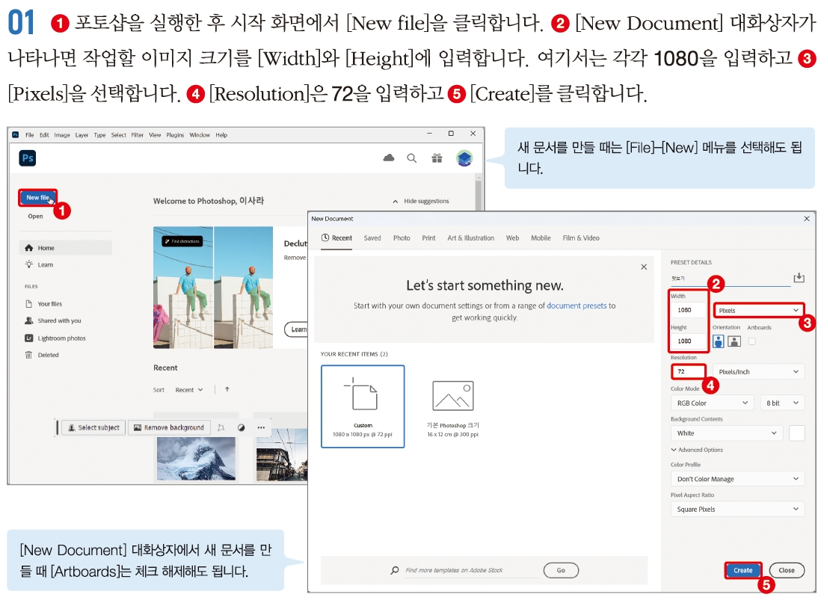 01 ❶ 포토샵을 실행한 후 시작 화면에서 [New file]을 클릭합니다. ❷ [New Document] 대화상자가
나타나면 작업할 이미지 크기를 [Width]와 [Height]에 입력합니다. 여기서는 각각 1080을 입력하고 ❸
[Pixels]을 선택합니다. ❹ [Resolution]은 72을 입력하고 ❺ [Create]를 클릭합니다.
Ps File Edit Image Layer Type Select Filter View Plugins Window Help
Ps
새 문서를 만들 때는 [File]-[New] 메뉴를 선택해도 됩
니다.
New file
❶
Open
Home
Learn
FILES
Your files
Shared with you
Lightroom photos
Deleted
Welcome to Photoshop, 이사라
Hide suggestions
Find distractions
Declut
Remove
Learn
Recent
Sort Recent
Select subject Remove background
New Document
Recent Saved Photo Print Art & Illustration Web Mobile Film & Video
Let's start something new.
Start with your own document settings or from a range of document presets to
get working quickly.
YOUR RECENT ITEMS (2)
Custom
1080 x 1080 px @ 72 ppi
기본 Photoshop 크기
16 x 12 cm @ 300 ppi
Find more templates on Adobe Stock
Go
PRESET DETAILS
❷
Width
1080 Pixels
❸
Height Orientation Artboards
1080
Resolution
72 Pixels/Inch
❹
Color Mode
RGB Color 8 bit
Background Contents
White
Advanced Options
Color Profile
Don't Color Manage
Pixel Aspect Ratio
Square Pixels
Create Close
❺
[New Document] 대화상자에서 새 문서를 만
들 때 [Artboards]는 체크 해제해도 됩니다.